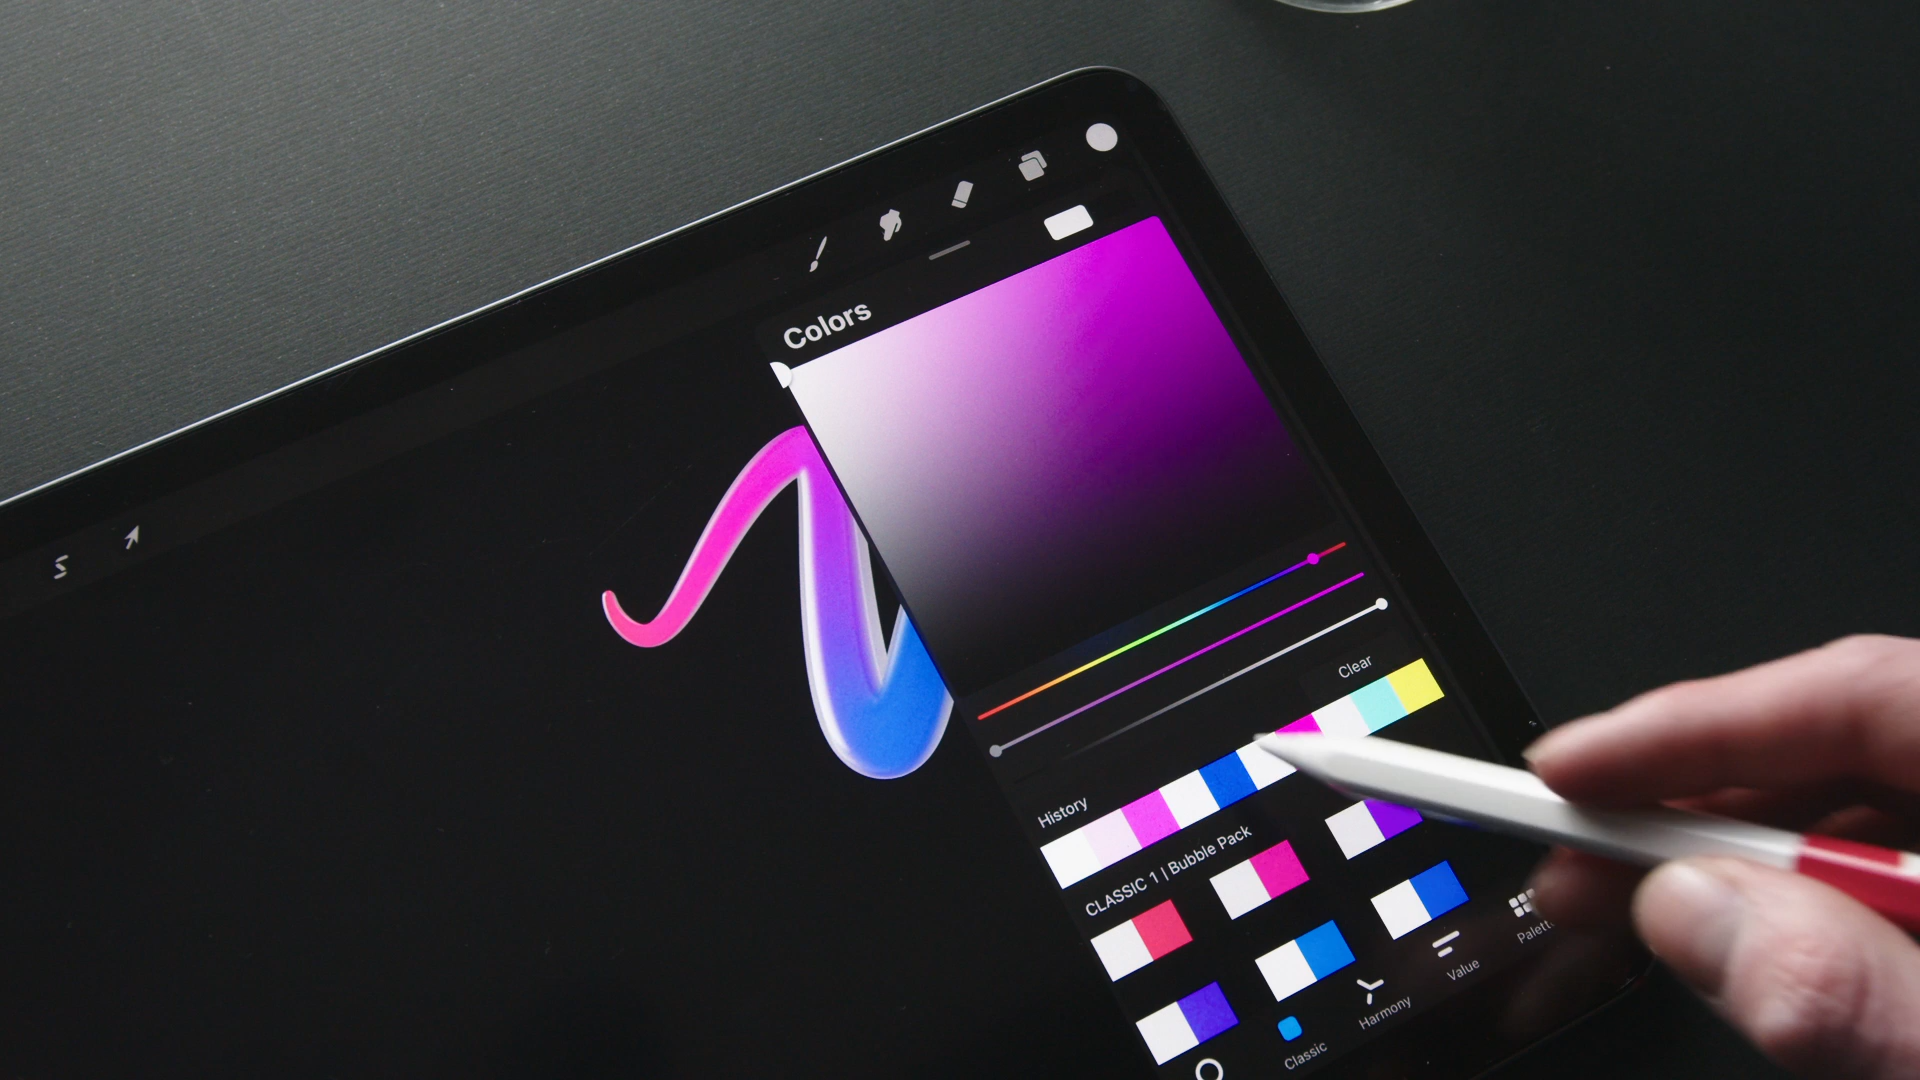 Colors
Clear
History
CLASSIC 1 | Bubble Pack
Classic
Harmony
Value